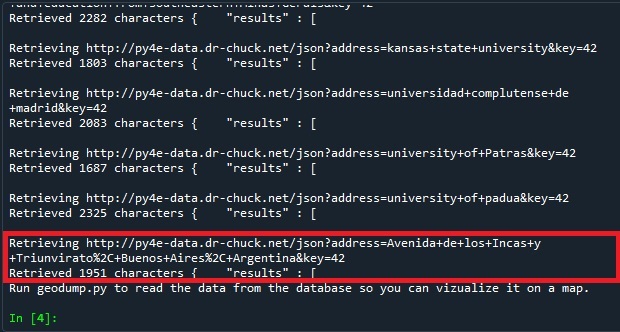 Retrieved 2282 characters {    "results" : [
Retrieving http://py4e-data.dr-chuck.net/json?address=kansas+state+university&key=42
Retrieved 1803 characters {    "results" : [
Retrieving http://py4e-data.dr-chuck.net/json?address=universidad+complutense+de
+madrid&key=42
Retrieved 2083 characters {    "results" : [
Retrieving http://py4e-data.dr-chuck.net/json?address=university+of+Patras&key=42
Retrieved 1687 characters {    "results" : [
Retrieving http://py4e-data.dr-chuck.net/json?address=university+of+padua&key=42
Retrieved 2325 characters {    "results" : [
Retrieving http://py4e-data.dr-chuck.net/json?address=Avenida+de+los+Incas+y
+Triunvirato%2C+Buenos+Aires%2C+Argentina&key=42
Retrieved 1951 characters {    "results" : [
Run geodump.py to read the data from the database so you can vizualize it on a map.
In [4]: